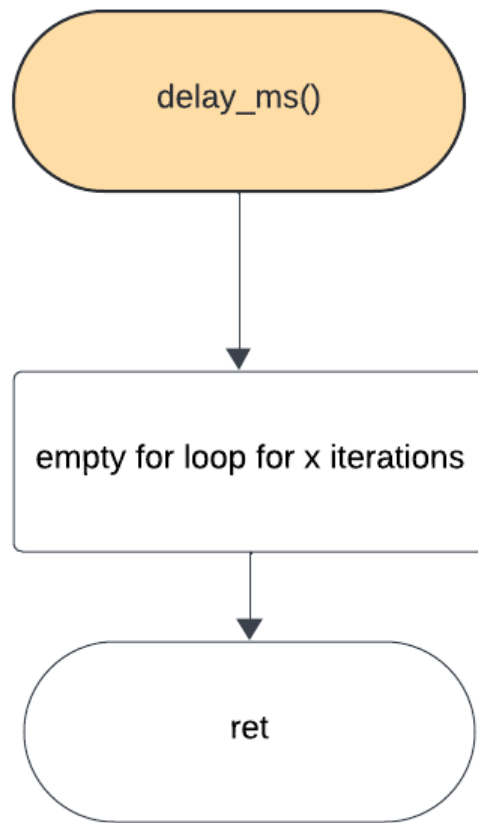 delay_ms()
empty for loop for x iterations
ret